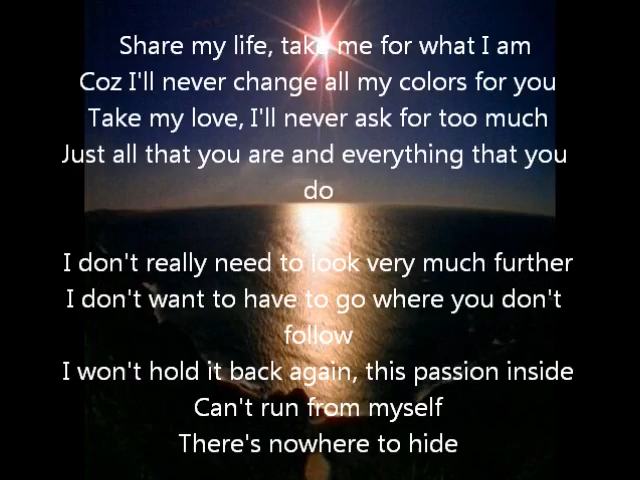 Share my life, take me for what I am
Coz I'll never change all my colors for you
Take my love, I'll never ask for too much
Just all that you are and everything that you
do
I don't really need to look very much further
I don't want to have to go where you don't
follow
I won't hold it back again, this passion inside
Can't run from myself
There's nowhere to hide